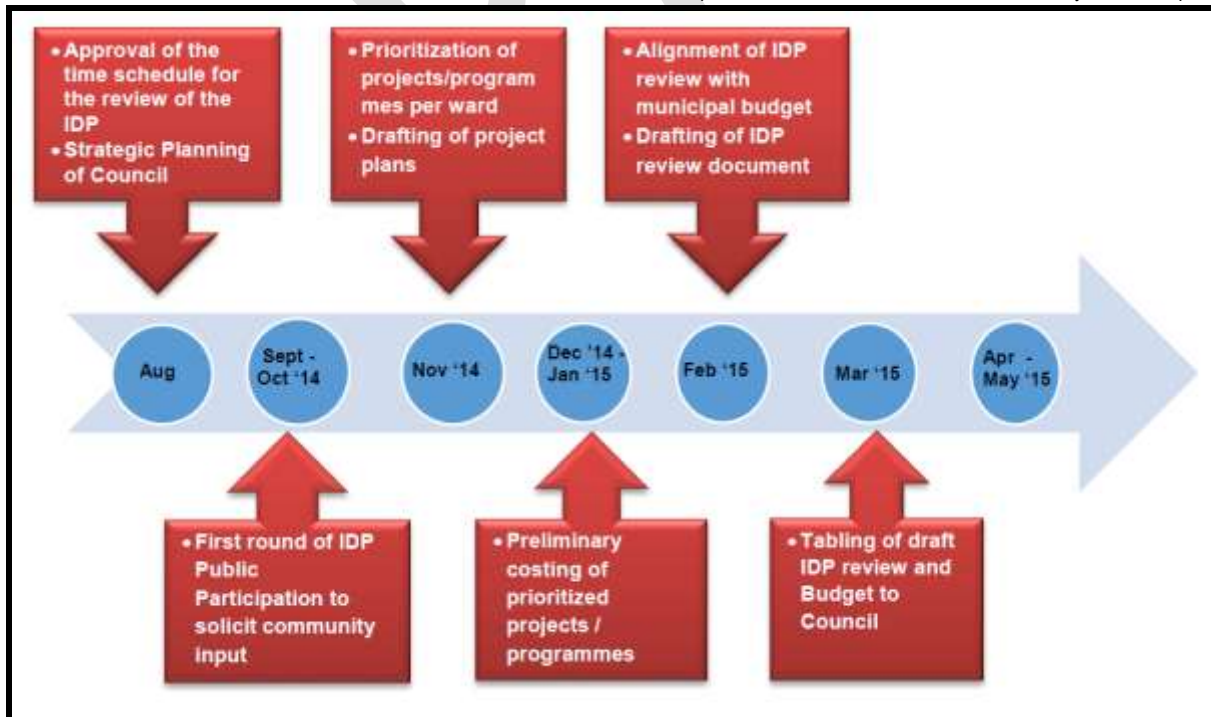 • Approval of the
time schedule for
the review of the
IDP
• Strategic Planning
of Council
• Prioritization of
projects/program
mes per ward
• Drafting of project
plans
• Alignment of IDP
review with
municipal budget
• Drafting of IDP
review document
Aug
Sept -
Oct '14
Nov '14
Dec '14 -
Jan '15
Feb '15
Mar '15
Apr -
May '15
• First round of IDP
Public
Participation to
solicit community
input
• Preliminary
costing of
prioritized
projects /
programmes
• Tabling of draft
IDP review and
Budget to
Council